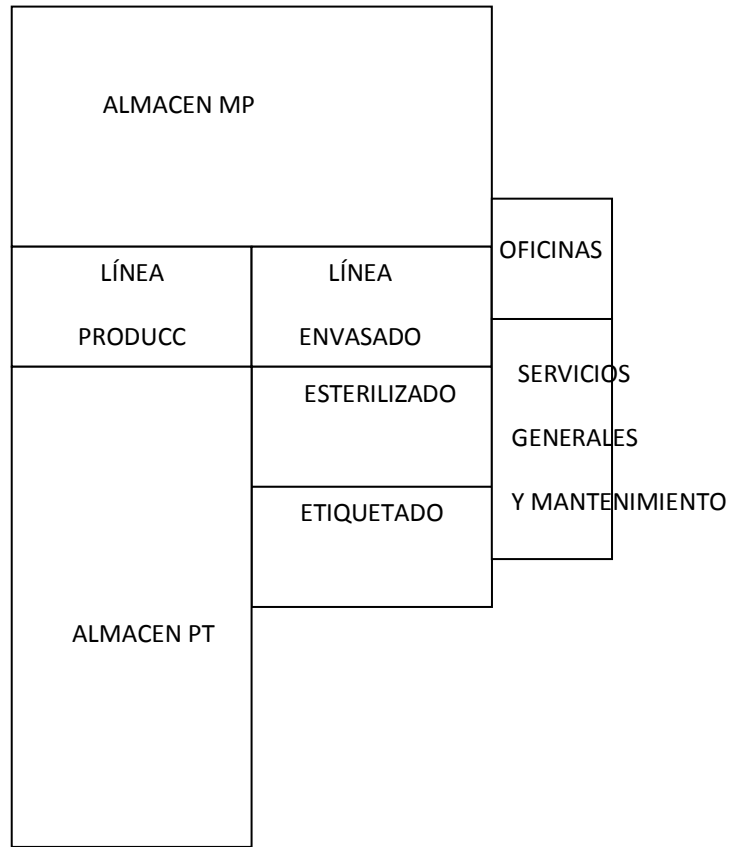 ALMACEN MP
OFICINAS
LÍNEA
PRODUCC
LÍNEA
ENVASADO
ESTERILIZADO
SERVICIOS
GENERALES
Y MANTENIMIENTO
ETIQUETADO
ALMACEN PT